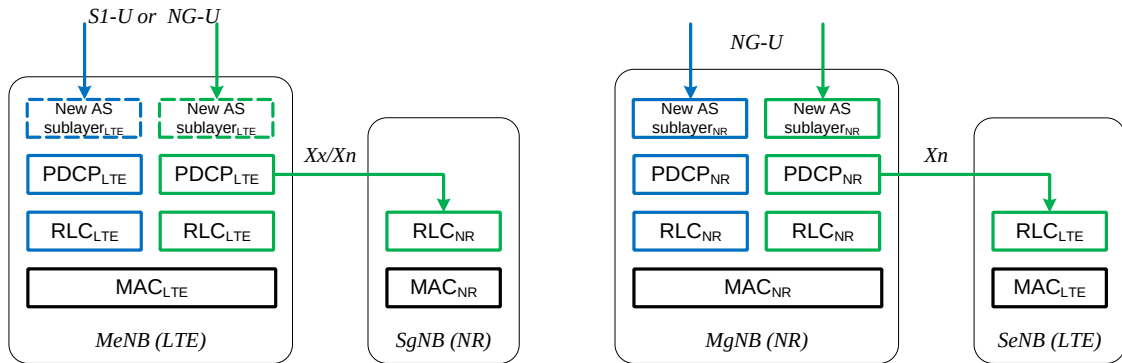 S1-U or NG-U
New AS
sublayerLTE
New AS
sublayerLTE
PDCPLTE
PDCPLTE
Xx/Xn
RLCLTE
RLCLTE
RLCNR
MACLTE
MACNR
MeNB (LTE)
SgNB (NR)
NG-U
New AS
sublayerNR
New AS
sublayerNR
PDCPNR
PDCPNR
Xn
RLCNR
RLCNR
RLCLTE
MACNR
MACLTE
MgNB (NR)
SeNB (LTE)